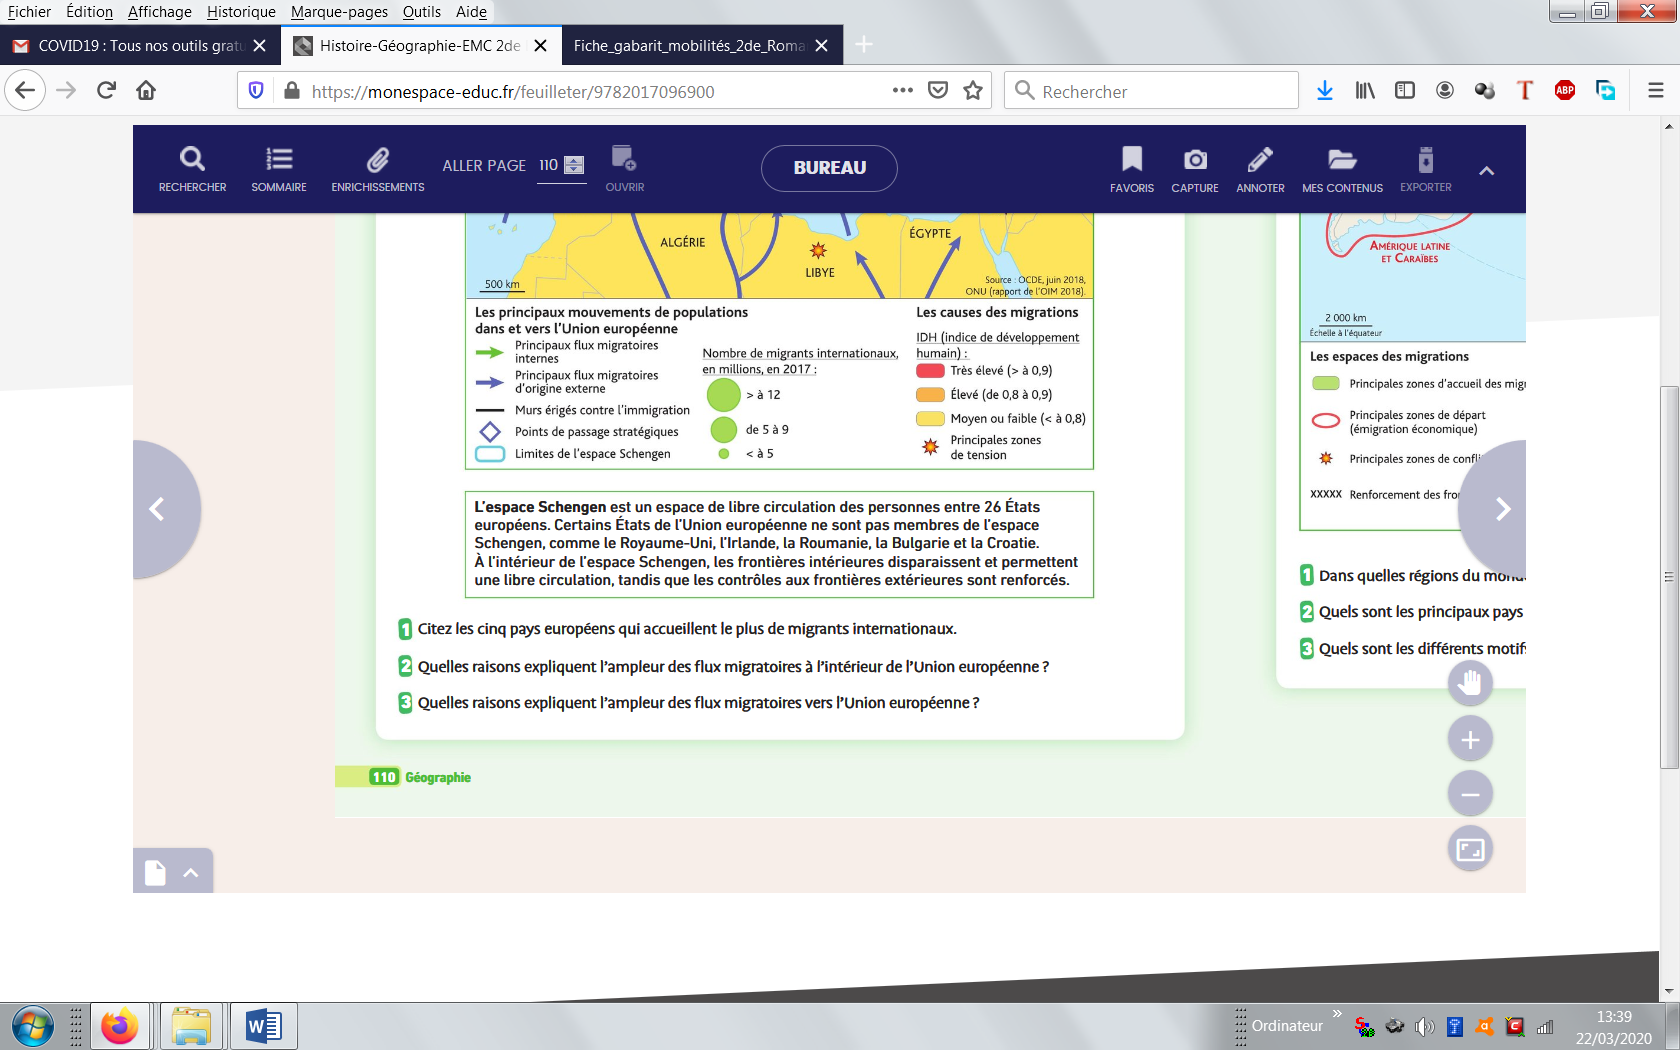 Fichier Édition Affichage Historique Marque-pages Outils Aide
COVID19 : Tous nos outils gratu
Histoire-Géographie-EMC 2de
Fiche_gabarit_mobilités_2de_Roma
https://monespace-educ.fr/feuilleter/9782017096900
Rechercher
ABP
RECHERCHER
SOMMAIRE
ENRICHISSEMENTS
ALLER PAGE 110
OUVRIR
BUREAU
FAVORIS
CAPTURE
ANNOTER
MES CONTENUS
EXPORTER
ALGÉRIE
LIBYE
ÉGYPTE
500 km
Source : OCDE, juin 2018,
ONU (rapport de l'OIM 2018).
Les principaux mouvements de populations
dans et vers l'Union européenne
Principaux flux migratoires
internes
Principaux flux migratoires
d'origine externe
Murs érigés contre l'immigration
Points de passage stratégiques
Limites de l'espace Schengen
Nombre de migrants internationaux,
en millions, en 2017 :
> à 12
de 5 à 9
< à 5
Les causes des migrations
IDH (indice de développement
humain) :
Très élevé (> à 0,9)
Élevé (de 0,8 à 0,9)
Moyen ou faible (< à 0,8)
Principales zones
de tension
L'espace Schengen est un espace de libre circulation des personnes entre 26 États
européens. Certains États de l'Union européenne ne sont pas membres de l'espace
Schengen, comme le Royaume-Uni, l'Irlande, la Roumanie, la Bulgarie et la Croatie.
À l'intérieur de l'espace Schengen, les frontières intérieures disparaissent et permettent
une libre circulation, tandis que les contrôles aux frontières extérieures sont renforcés.
1 Citez les cinq pays européens qui accueillent le plus de migrants internationaux.
2 Quelles raisons expliquent l'ampleur des flux migratoires à l'intérieur de l'Union européenne ?
3 Quelles raisons expliquent l'ampleur des flux migratoires vers l'Union européenne ?
110 Géographie
AMÉRIQUE LATINE
ET CARAÏBES
2 000 km
Échelle à l'équateur
Les espaces des migrations
Principales zones d'accueil des mig
Principales zones de départ
(émigration économique)
Principales zones de confl
XXXXX Renforcement des fro
1 Dans quelles régions du mon
2 Quels sont les principaux pays
3 Quels sont les différents motif
Ordinateur
13:39
22/03/2020